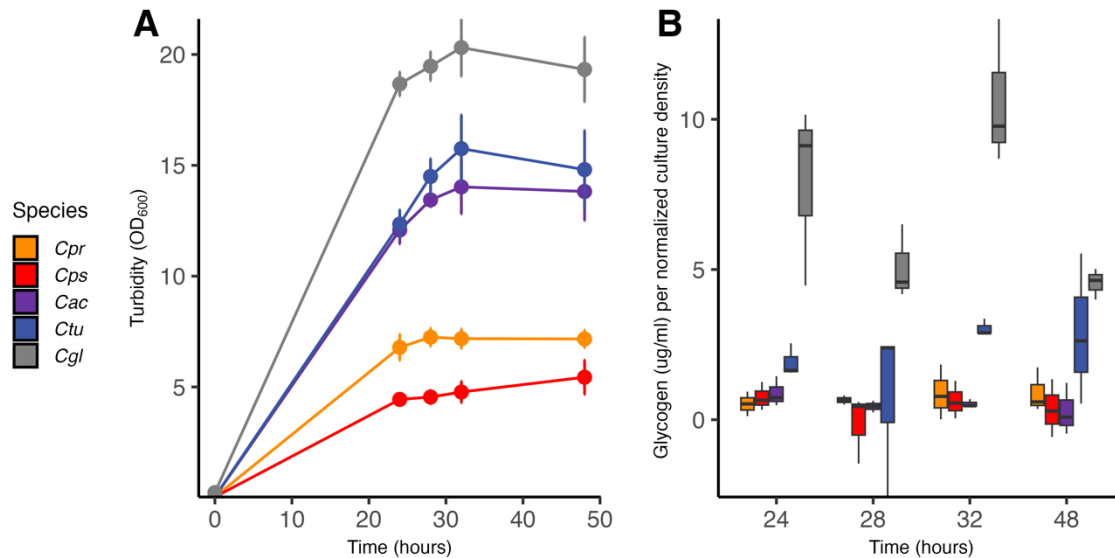 A
B
Species
Cpr
Cps
Cac
Ctu
Cgl
Turbidity (OD600)
20
15
10
5
0
10
20
30
40
50
Time (hours)
Glycogen (ug/ml) per normalized culture density
10
5
0
24
28
32
48
Time (hours)